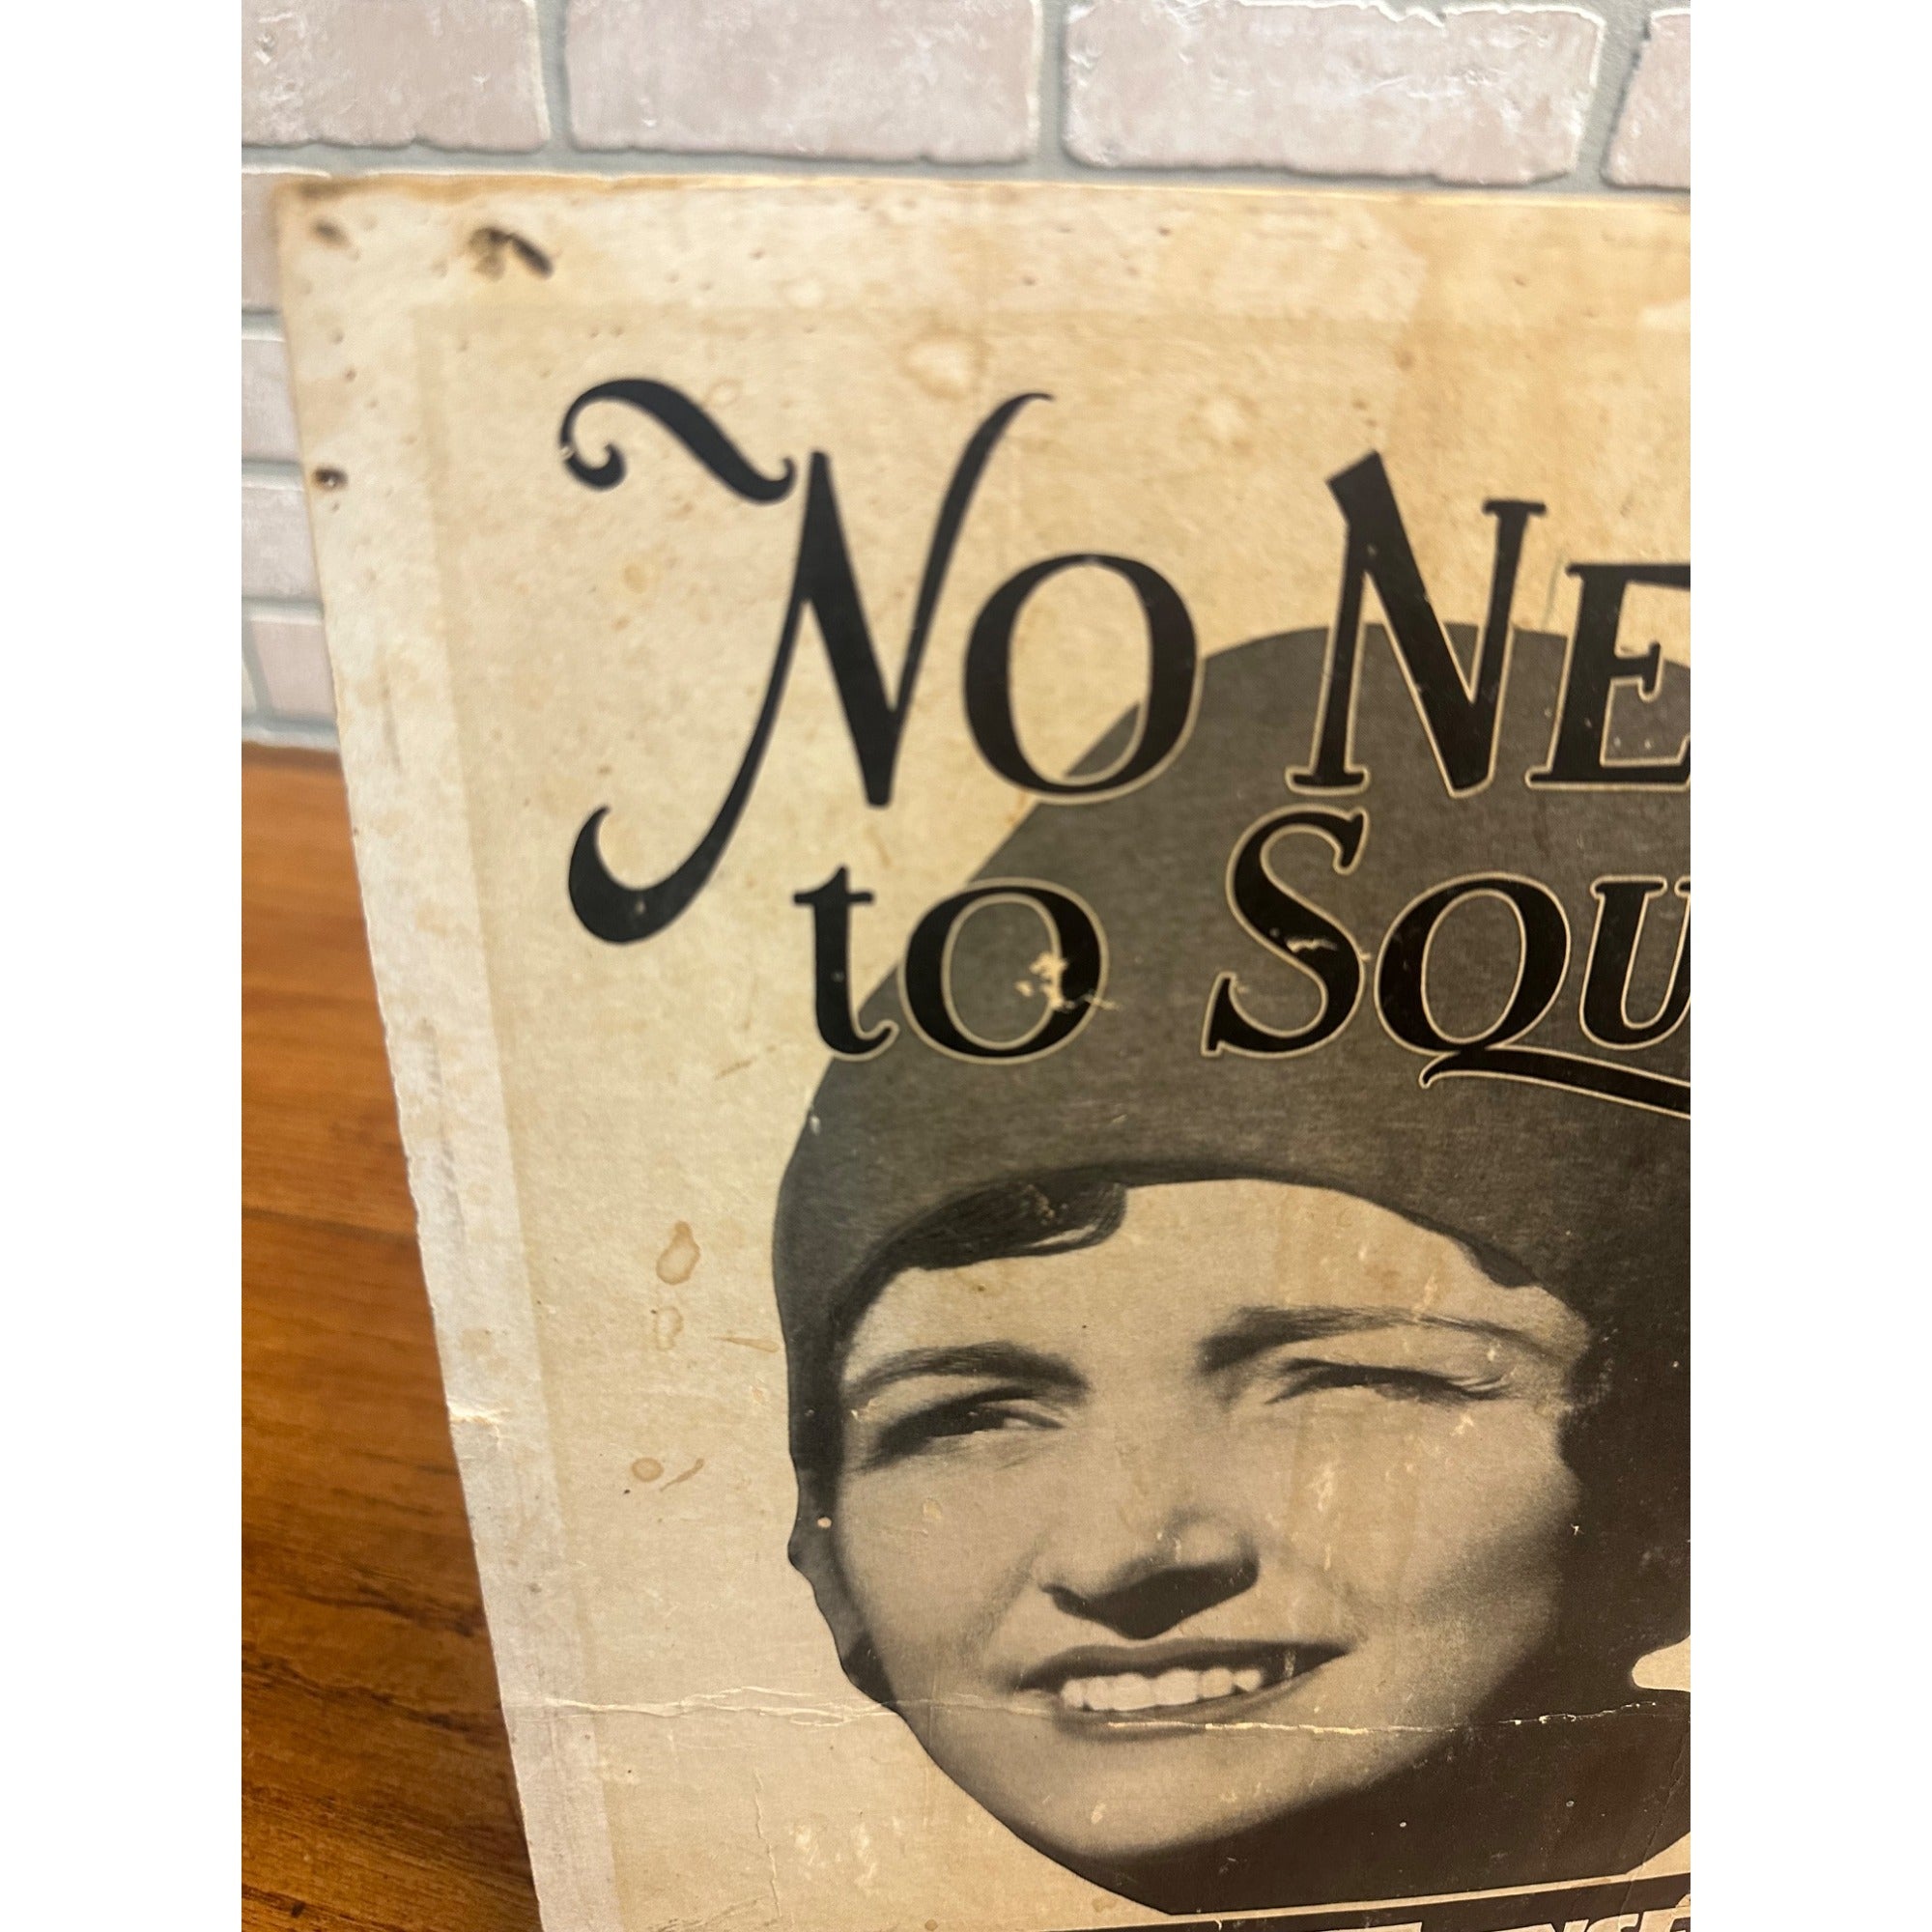 No NE
to SQU